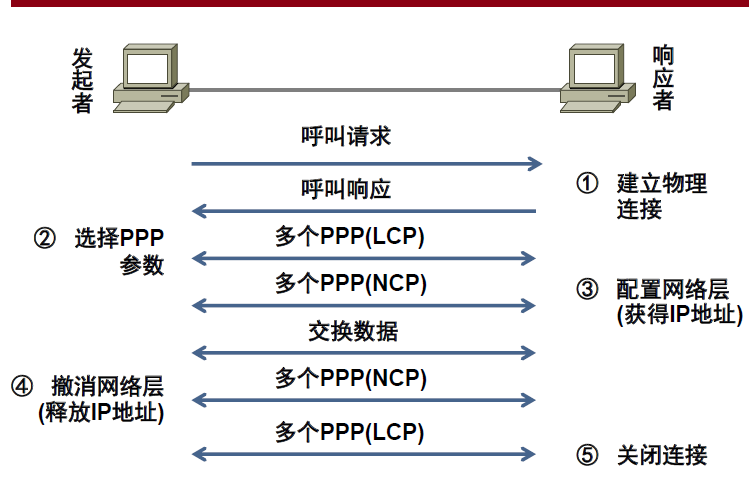 发起者
响应者
呼叫请求
呼叫响应
① 建立物理
连接
② 选择PPP
参数
多个PPP(LCP)
多个PPP(NCP)
③ 配置网络层
(获得IP地址)
交换数据
④ 撤消网络层
(释放IP地址)
多个PPP(NCP)
多个PPP(LCP)
⑤ 关闭连接